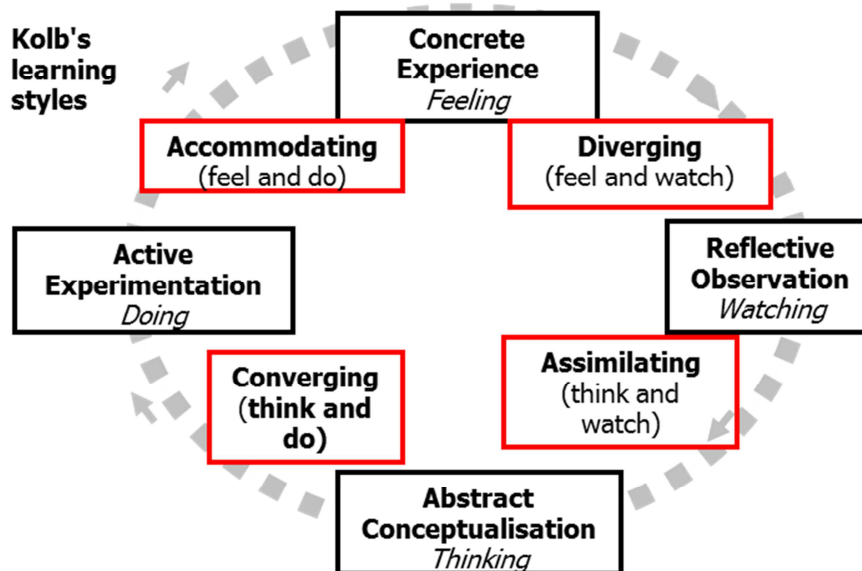 Kolb's
learning
styles
Concrete
Experience
Feeling
Accommodating
(feel and do)
Diverging
(feel and watch)
Active
Experimentation
Doing
Reflective
Observation
Watching
Converging
(think and
do)
Assimilating
(think and
watch)
Abstract
Conceptualisation
Thinking